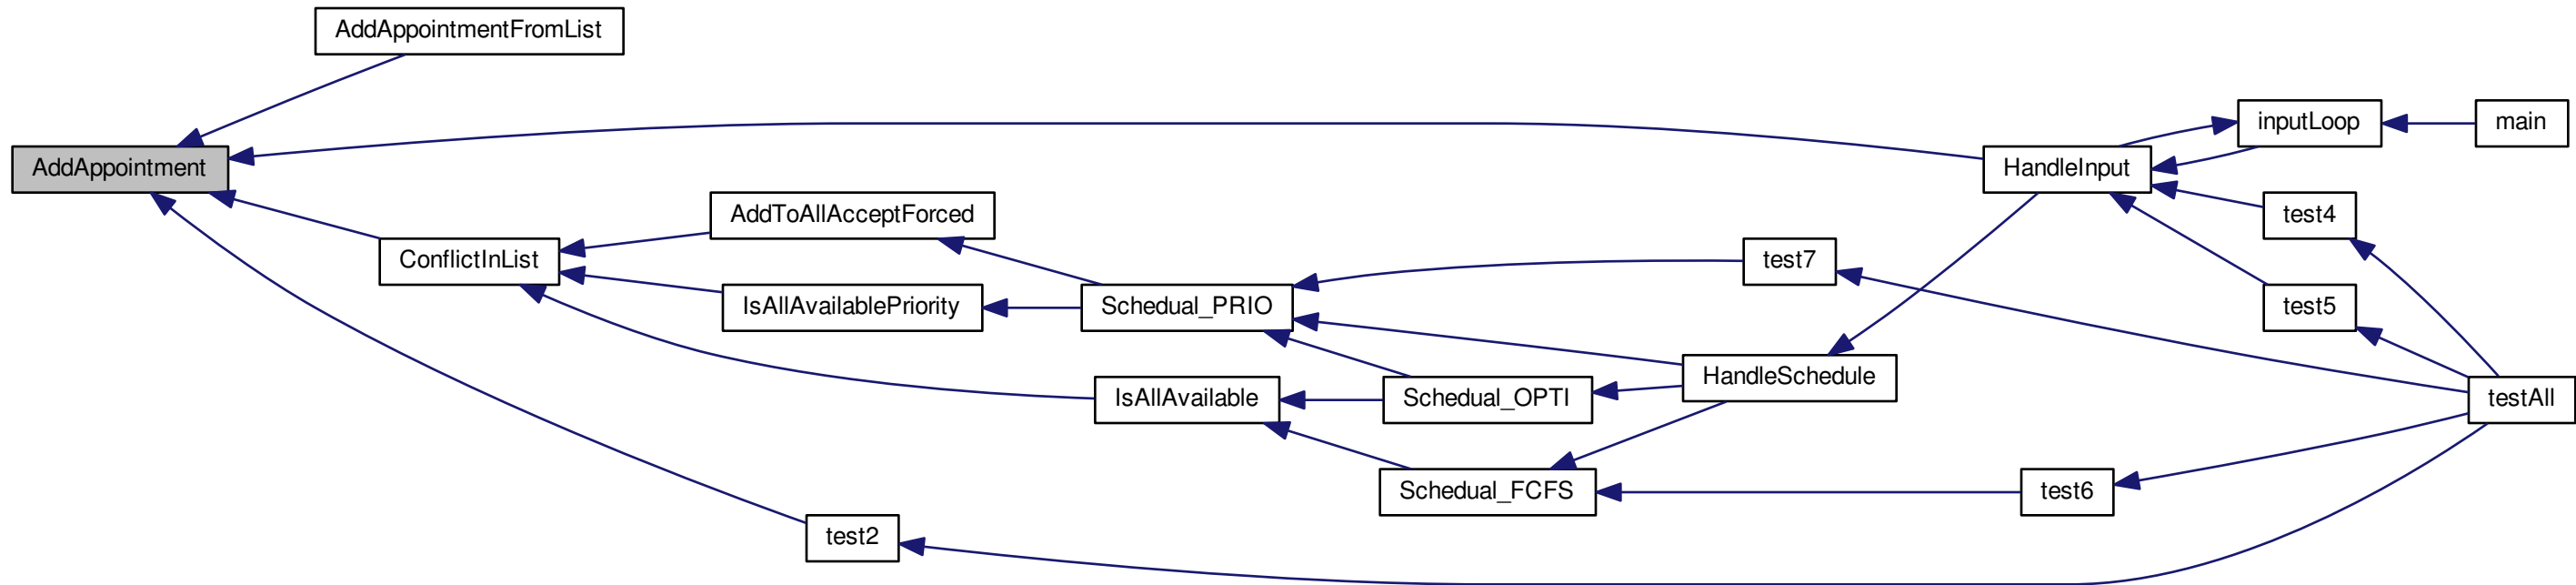 AddAppointmentFromList
inputLoop
main
AddAppointment
HandleInput
AddToAllAcceptForced
test4
ConflictInList
test7
IsAllAvailablePriority
Schedual_PRIO
test5
HandleSchedule
IsAllAvailable
Schedual_OPTI
testAll
Schedual_FCFS
test6
test2